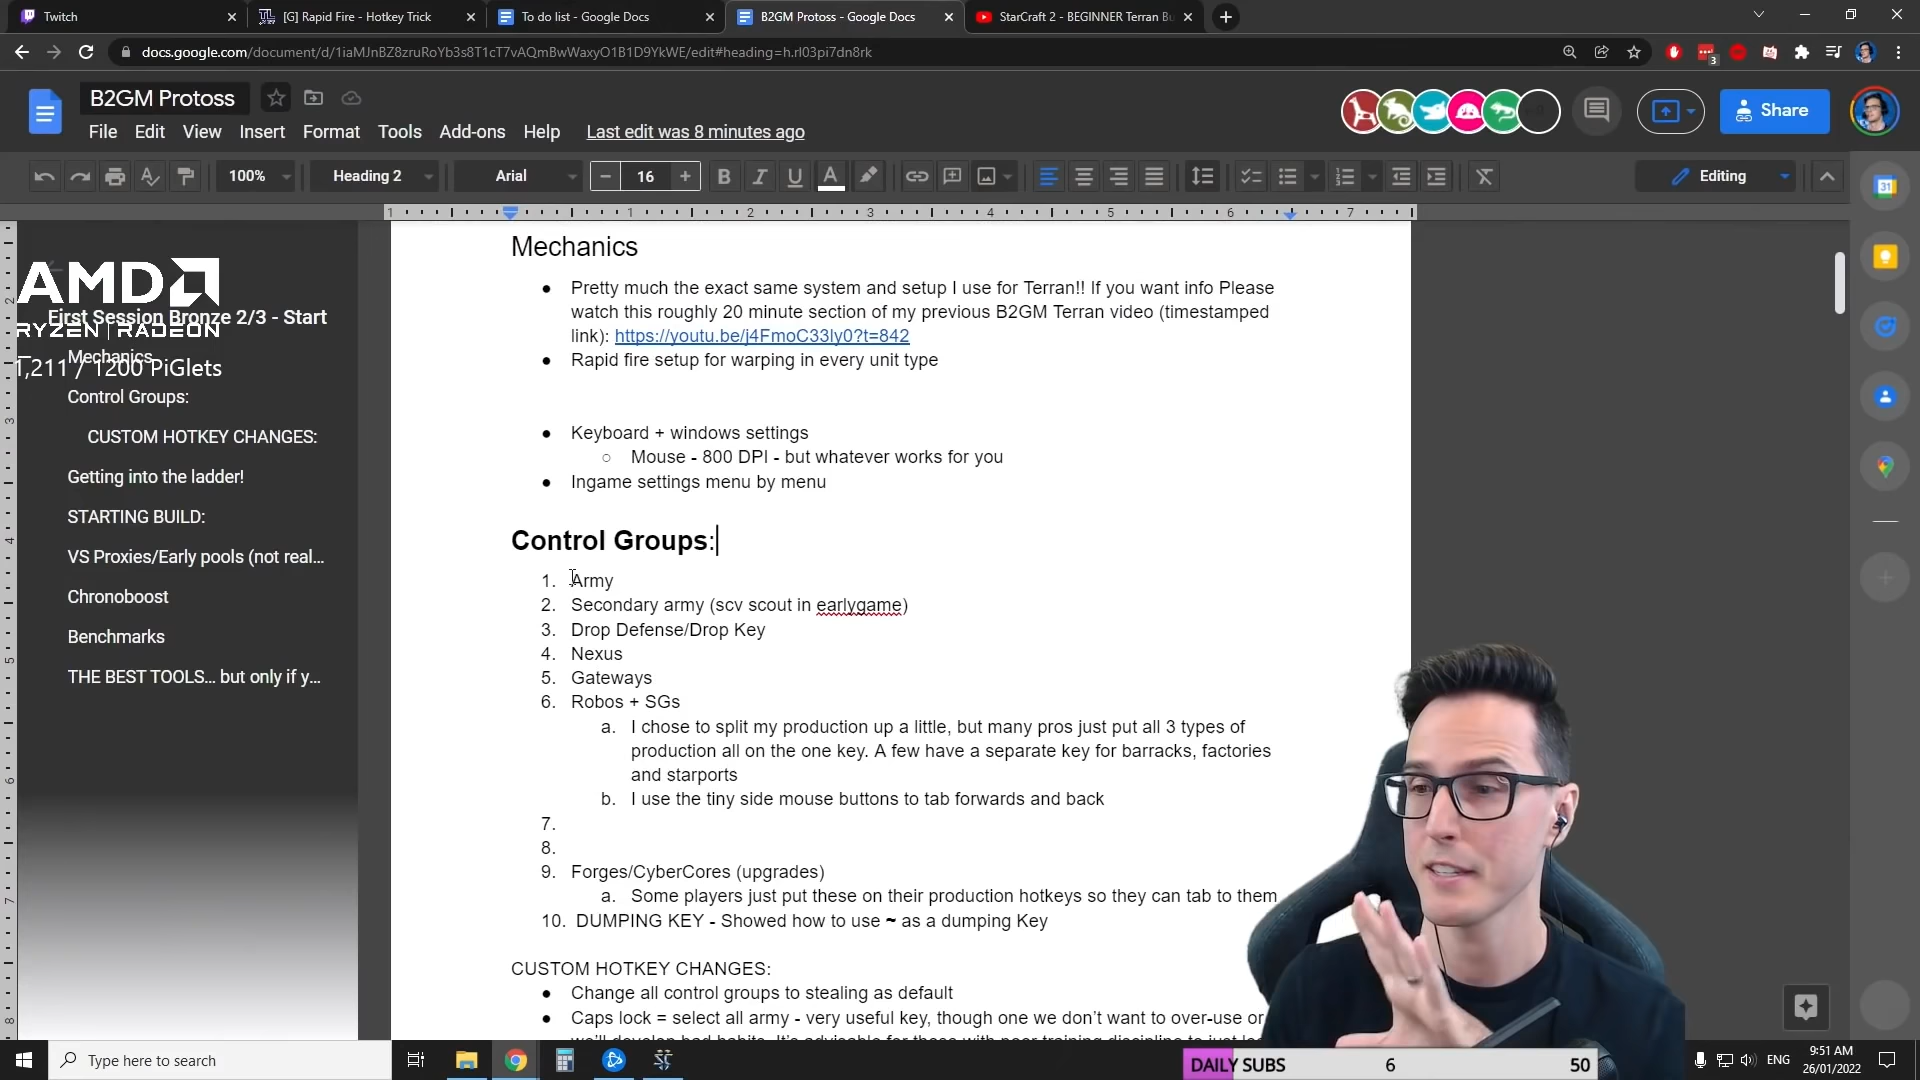 Twitch
[G] Rapid Fire - Hotkey Trick
To do list - Google Docs
B2GM Protoss - Google Docs
StarCraft 2 - BEGINNER Terran Bu
docs.google.com/document/d/1iaMJnBZ8zruRoYb3s8T1cT7vAQmBwWaxyO1B1D9YkWE/edit#heading=h.rl03pi7dn8rk
3
B2GM Protoss
File Edit View Insert Format Tools Add-ons Help Last edit was 8 minutes ago
Share
100% Heading 2 Arial 16 B I U A Editing
1 1 2 3 4 5 6 7
AMD
RYZEN | RADEON
1,211 / 1200 PiGlets
First Session Bronze 2/3 - Start
Mechanics
Control Groups:
CUSTOM HOTKEY CHANGES:
Getting into the ladder!
STARTING BUILD:
VS Proxies/Early pools (not real...
Chronoboost
Benchmarks
THE BEST TOOLS... but only if y...
Mechanics
● Pretty much the exact same system and setup I use for Terran!! If you want info Please
watch this roughly 20 minute section of my previous B2GM Terran video (timestamped
link): https://youtu.be/j4FmoC33ly0?t=842
● Rapid fire setup for warping in every unit type
● Keyboard + windows settings
○ Mouse - 800 DPI - but whatever works for you
● Ingame settings menu by menu
Control Groups:
1. Army
2. Secondary army (scv scout in earlygame)
3. Drop Defense/Drop Key
4. Nexus
5. Gateways
6. Robos + SGs
a. I chose to split my production up a little, but many pros just put all 3 types of
production all on the one key. A few have a separate key for barracks, factories
and starports
b. I use the tiny side mouse buttons to tab forwards and back
7.
8.
9. Forges/CyberCores (upgrades)
a. Some players just put these on their production hotkeys so they can tab to them
10. DUMPING KEY - Showed how to use ~ as a dumping Key
CUSTOM HOTKEY CHANGES:
● Change all control groups to stealing as default
● Caps lock = select all army - very useful key, though one we don't want to over-use or
Type here to search
DAILY SUBS 6 50
ENG
9:51 AM
26/01/2022